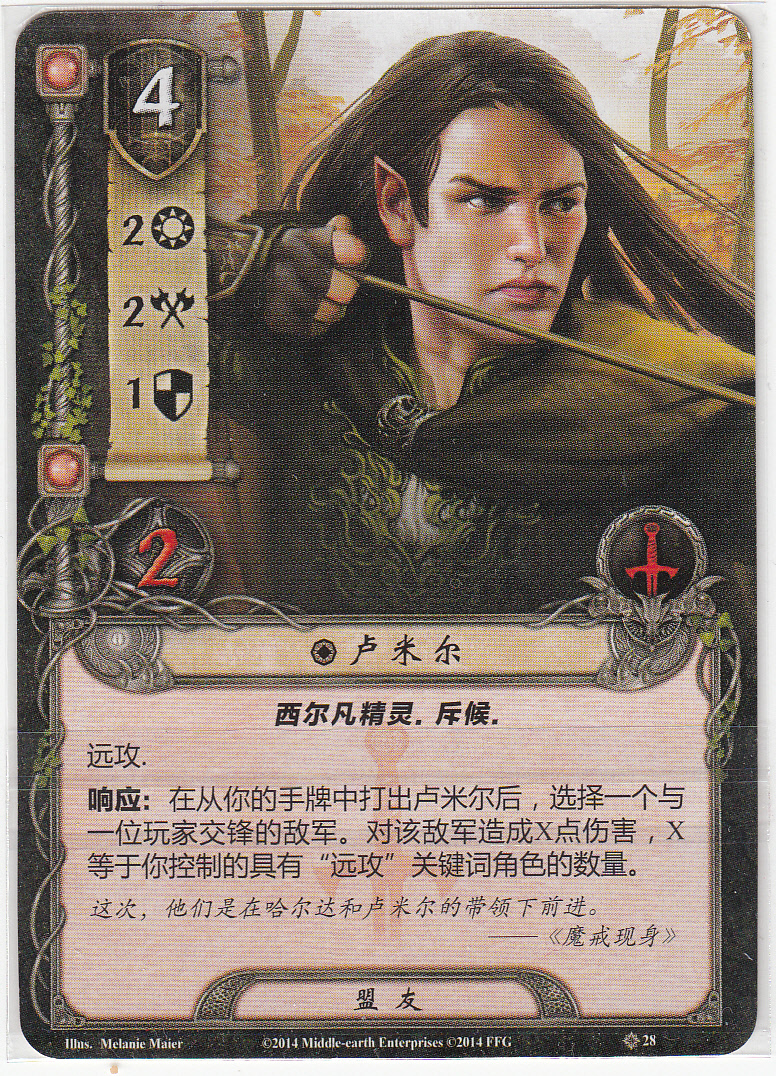 4
2
2
1
2
卢米尔
西尔凡精灵. 斥候.
远攻.
响应：在从你的手牌中打出卢米尔后，选择一个与
一位玩家交锋的敌军。对该敌军造成X点伤害，X
等于你控制的具有“远攻”关键词角色的数量。
这次，他们是在哈尔达和卢米尔的带领下前进。
——《魔戒现身》
盟友
Illus. Melanie Maier ©2014 Middle-earth Enterprises ©2014 FFG 28